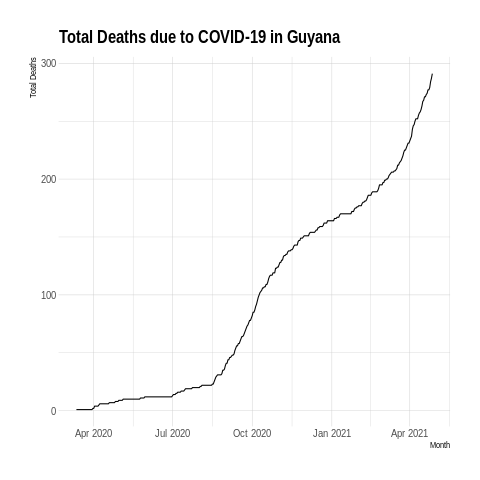 Total Deaths due to COVID-19 in Guyana
Total Deaths
300
200
100
0
Apr 2020 Jul 2020 Oct 2020 Jan 2021 Apr 2021
Month